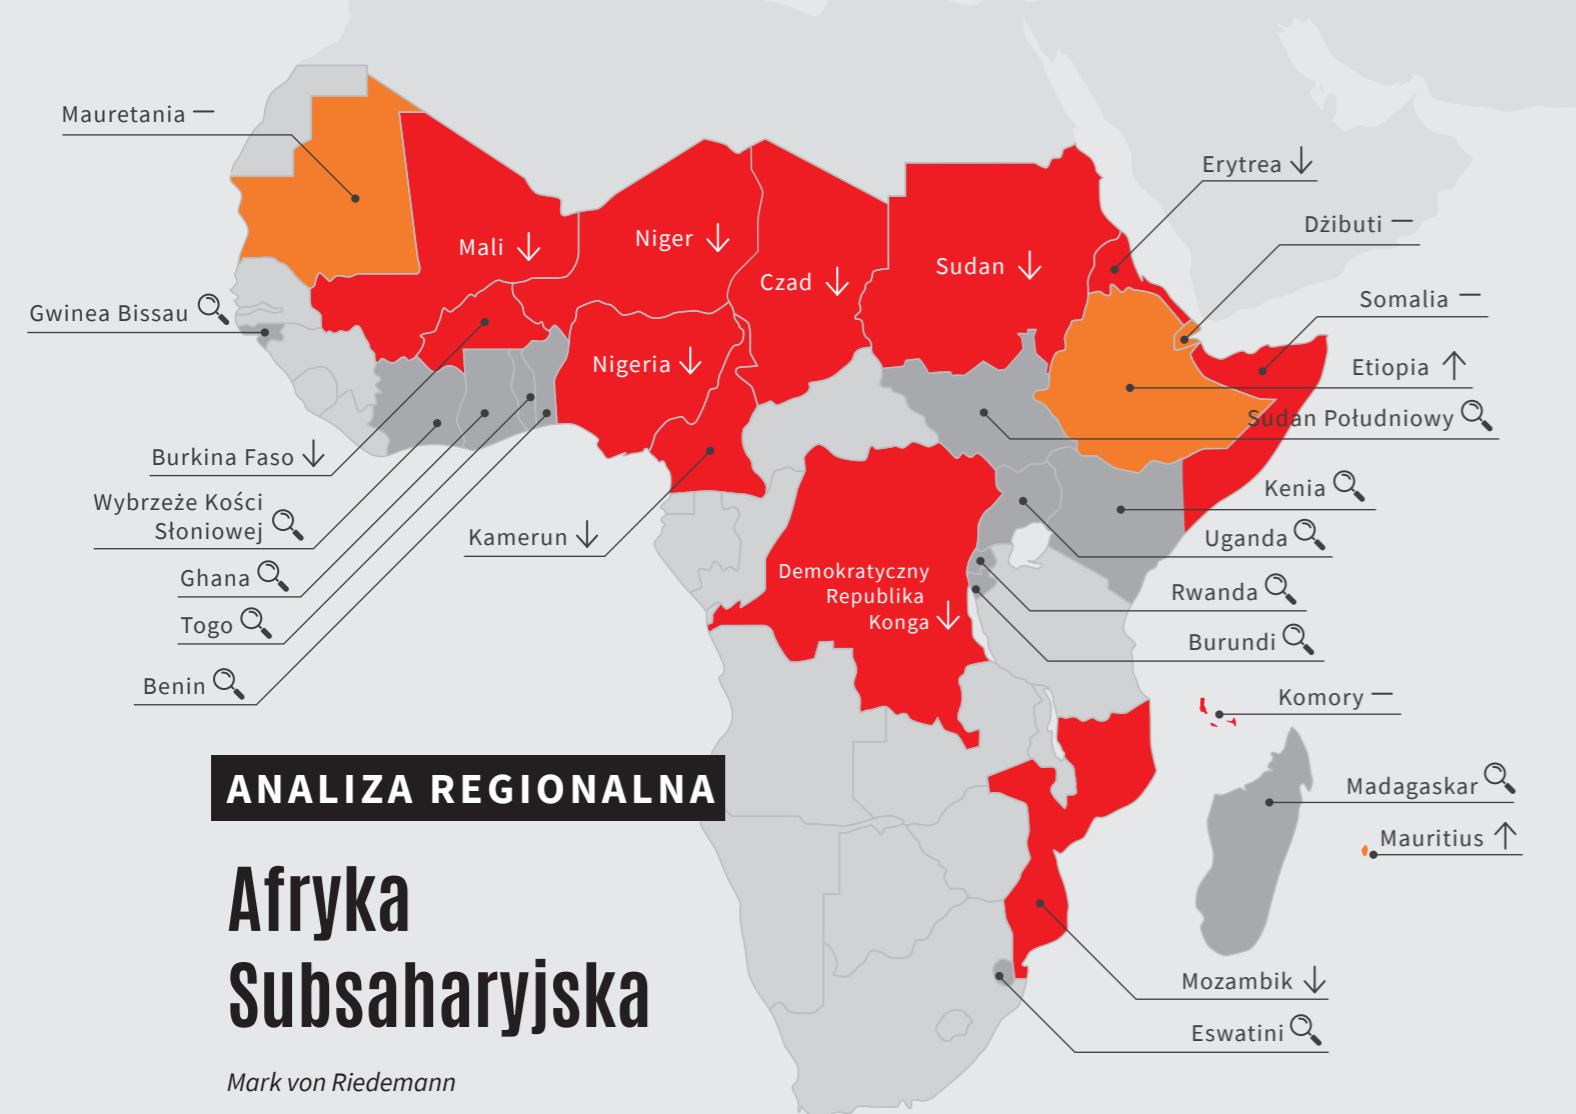 Mauretania
Gwinea Bissau
Burkina Faso
Wybrzeże Kości
Słoniowej
Ghana
Togo
Benin
Kamerun
Mali
Niger
Czad
Sudan
Nigeria
Demokratyczny
Republika
Konga
Erytrea
Dżibuti
Somalia
Etiopia
Sudan Południowy
Kenia
Uganda
Rwanda
Burundi
Komory
Madagaskar
Mauritius
Mozambik
Eswatini
ANALIZA REGIONALNA
Afryka
Subsaharyjska
Mark von Riedemann